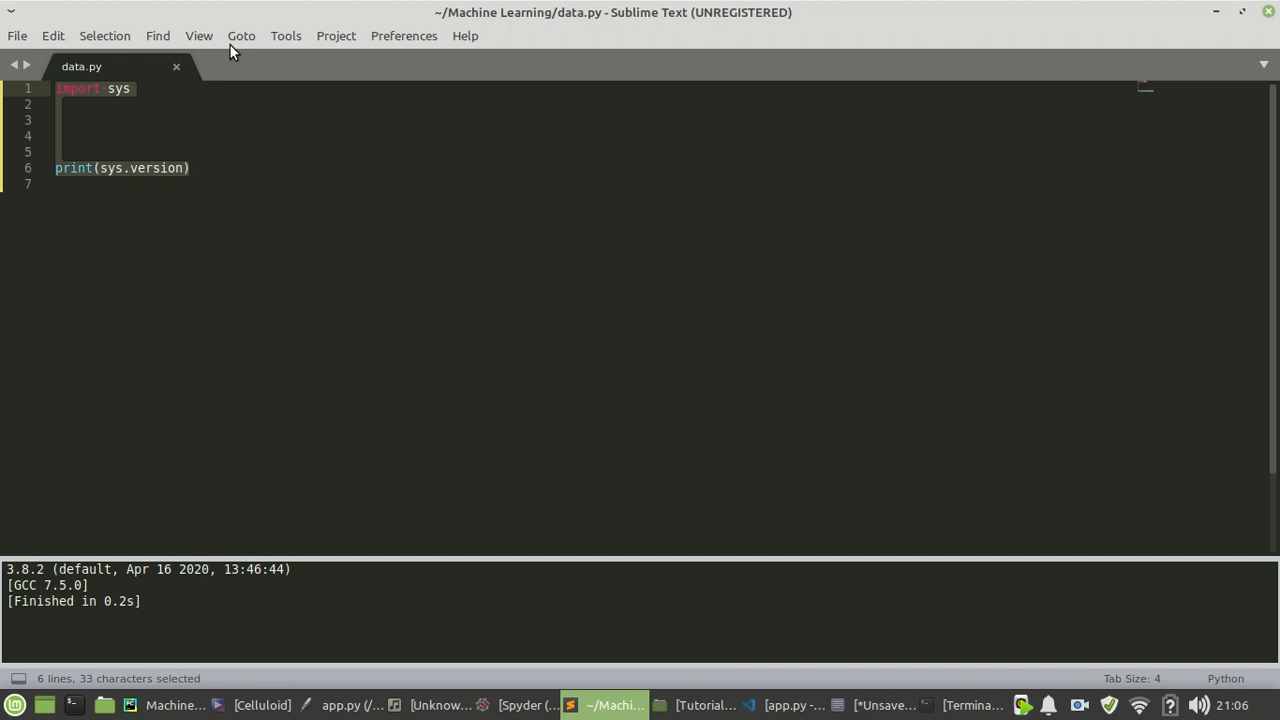 ~/Machine Learning/data.py - Sublime Text (UNREGISTERED)
File Edit Selection Find View Goto Tools Project Preferences Help
data.py
1 import sys
2
3
4
5
6 print(sys.version)
7
3.8.2 (default, Apr 16 2020, 13:46:44)
[GCC 7.5.0]
[Finished in 0.2s]
6 lines, 33 characters selected Tab Size: 4 Python
Machine... [Celluloid] app.py (/... [Unknow... [Spyder (... ~/Machi... [Tutorial... [app.py -... [*Unsave... [Termina... 21:06